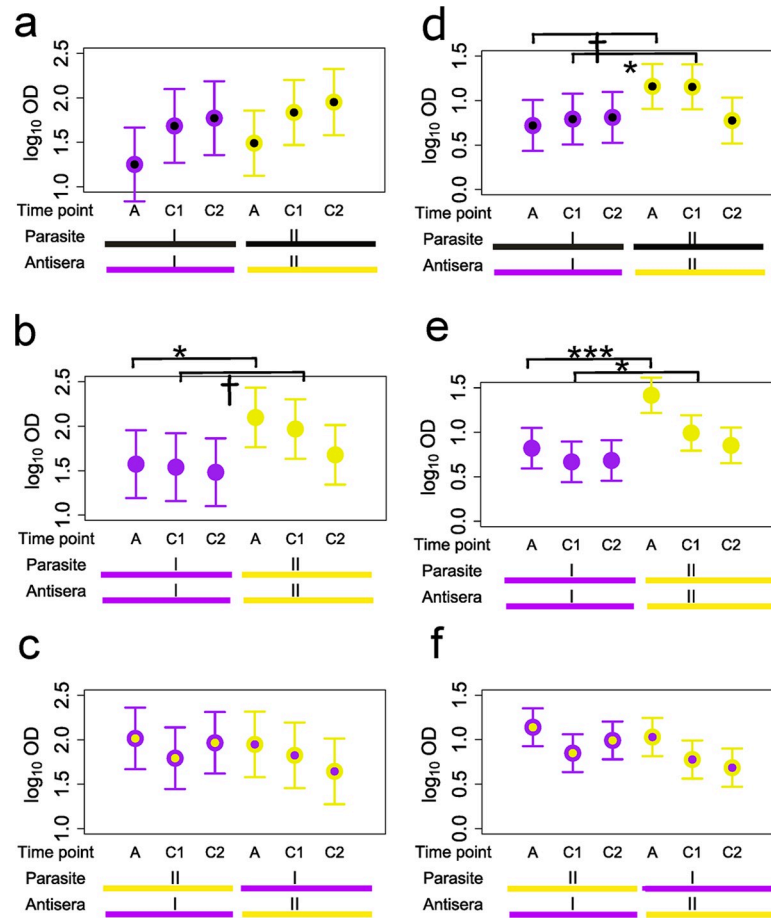 a
log10 OD
2.5
2.0
1.5
1.0
Time point A C1 C2 A C1 C2
Parasite I II
Antisera I II
d
log10 OD
1.5
1.0
0.5
0.0
†
*
Time point A C1 C2 A C1 C2
Parasite I II
Antisera I II
b
log10 OD
2.5
2.0
1.5
1.0
*
†
Time point A C1 C2 A C1 C2
Parasite I II
Antisera I II
e
log10 OD
1.5
1.0
0.5
0.0
***
*
Time point A C1 C2 A C1 C2
Parasite I II
Antisera I II
c
log10 OD
2.5
2.0
1.5
1.0
Time point A C1 C2 A C1 C2
Parasite II I
Antisera I II
f
log10 OD
1.5
1.0
0.5
0.0
Time point A C1 C2 A C1 C2
Parasite II I
Antisera I II